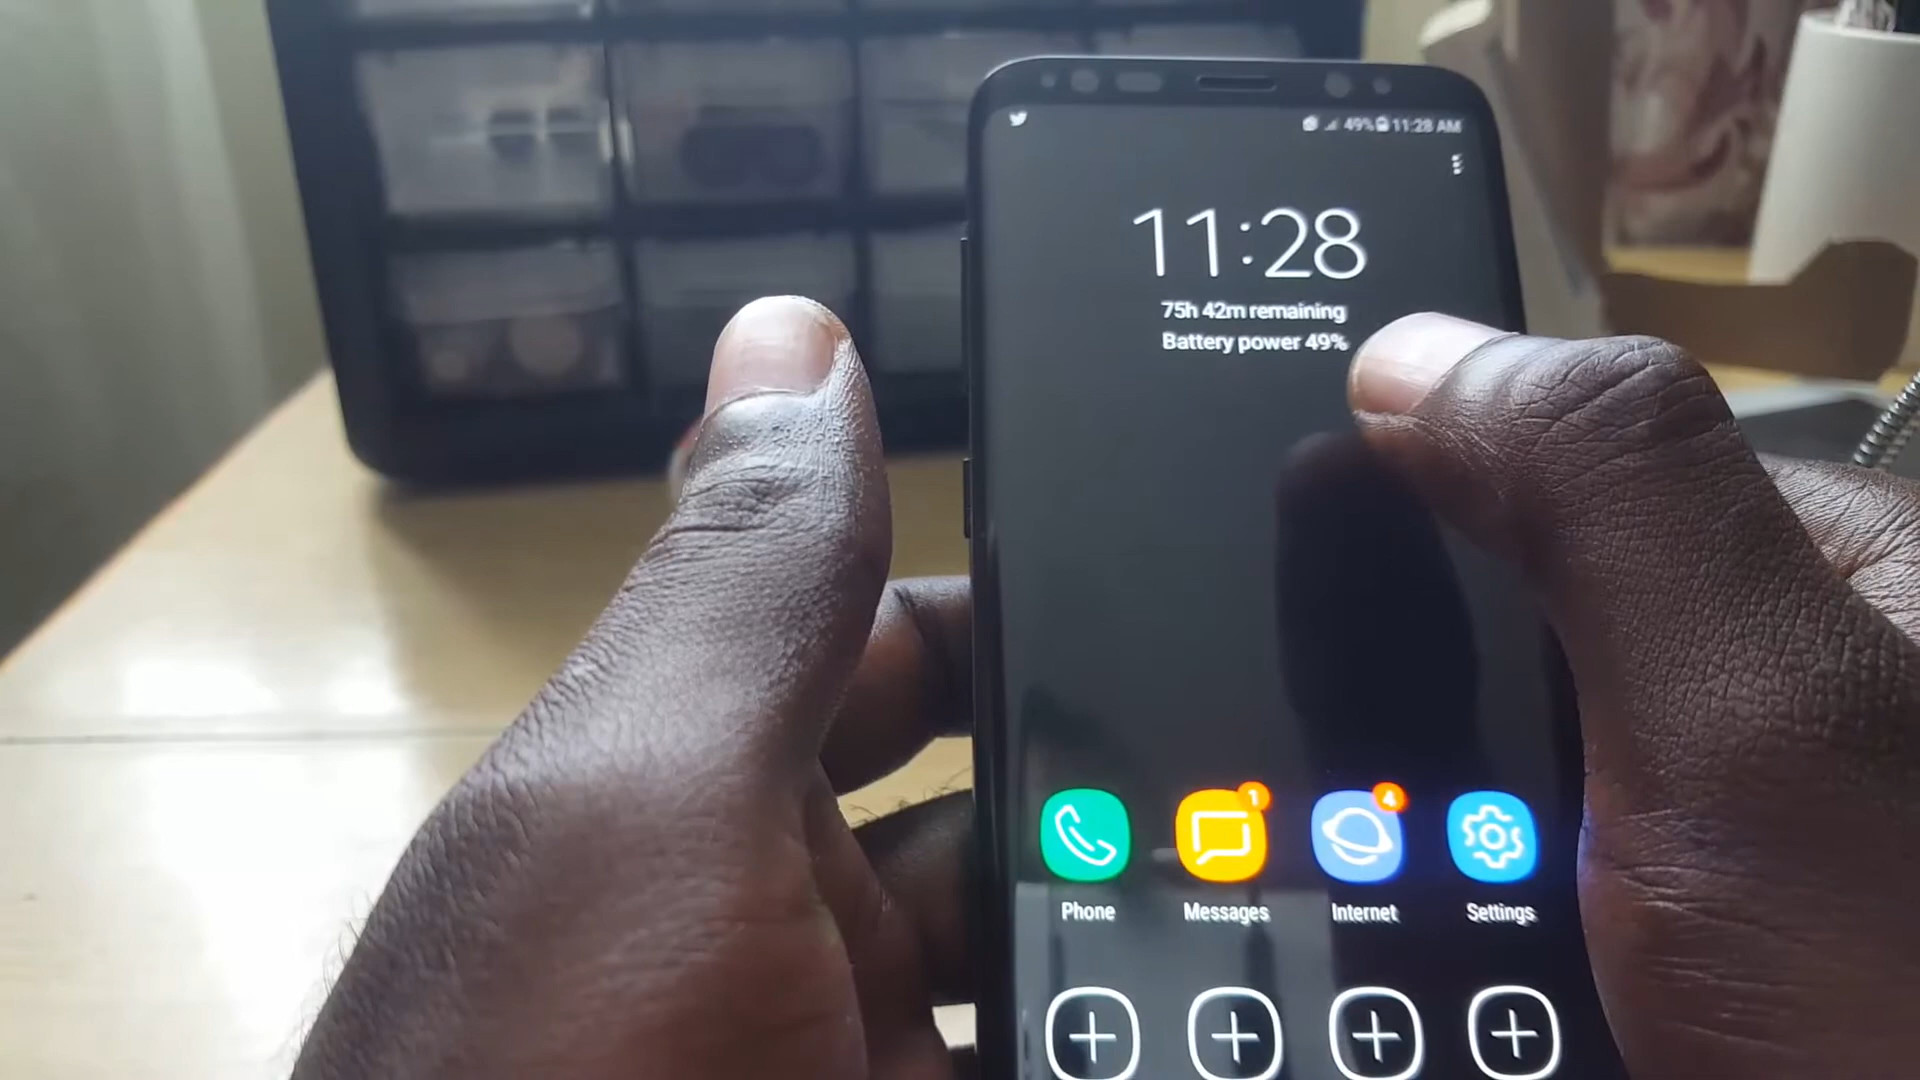 49% 11:28 AM
11:28
75h 42m remaining
Battery power 49%
1
4
Phone
Messages
Internet
Settings